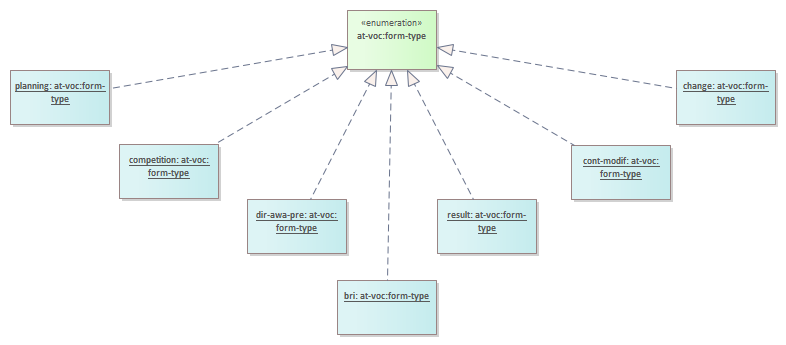 «enumeration»
at-voc:form-type
planning: at-voc:form-
type
change: at-voc:form-
type
competition: at-voc:
form-type
cont-modif: at-voc:
form-type
dir-awa-pre: at-voc:
form-type
result: at-voc:form-
type
bri: at-voc:form-type